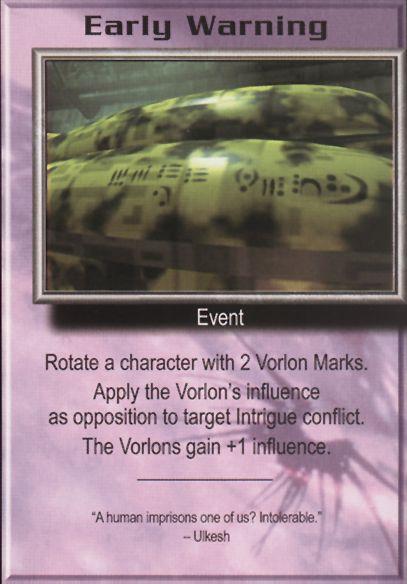 Early Warning
Event
Rotate a character with 2 Vorlon Marks.
Apply the Vorlon's influence
as opposition to target Intrigue conflict.
The Vorlons gain +1 influence.
"A human imprisons one of us? Intolerable."
– Ulkesh